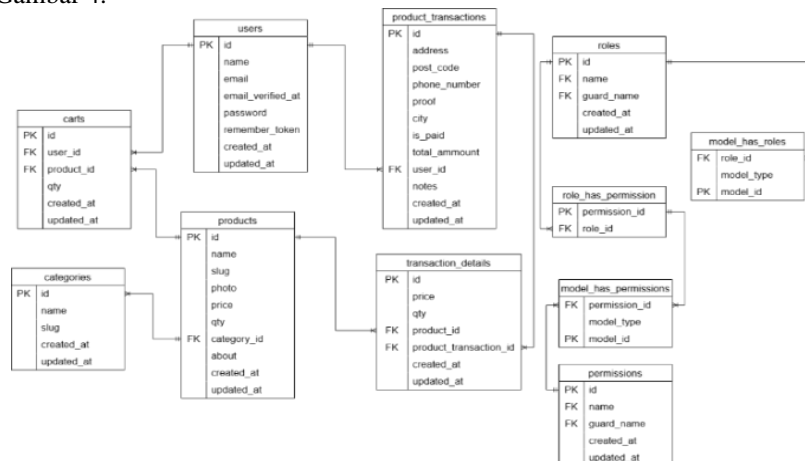 Gambar 4.
users
PK id
name
email
email_verified_at
password
remember_token
created_at
updated_at
carts
PK id
FK user_id
FK product_id
qty
created_at
updated_at
categories
PK id
name
slug
created_at
updated_at
products
PK id
name
slug
photo
price
qty
FK category_id
about
created_at
updated_at
product_transactions
PK id
address
post_code
phone_number
proof
city
is_paid
total_ammount
FK user_id
notes
created_at
updated_at
transaction_details
PK id
price
qty
FK product_id
FK product_transaction_id
created_at
updated_at
roles
PK id
FK name
FK guard_name
created_at
updated_at
model_has_roles
FK role_id
model_type
PK model_id
role_has_permission
PK permission_id
FK role_id
model_has_permissions
FK permission_id
model_type
PK model_id
permissions
PK id
FK name
FK guard_name
created_at
updated_at